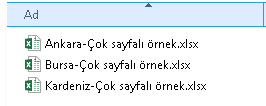 Ad
Ankara-Çok sayfalı örnek.xlsx
Bursa-Çok sayfalı örnek.xlsx
Kardeniz-Çok sayfalı örnek.xlsx